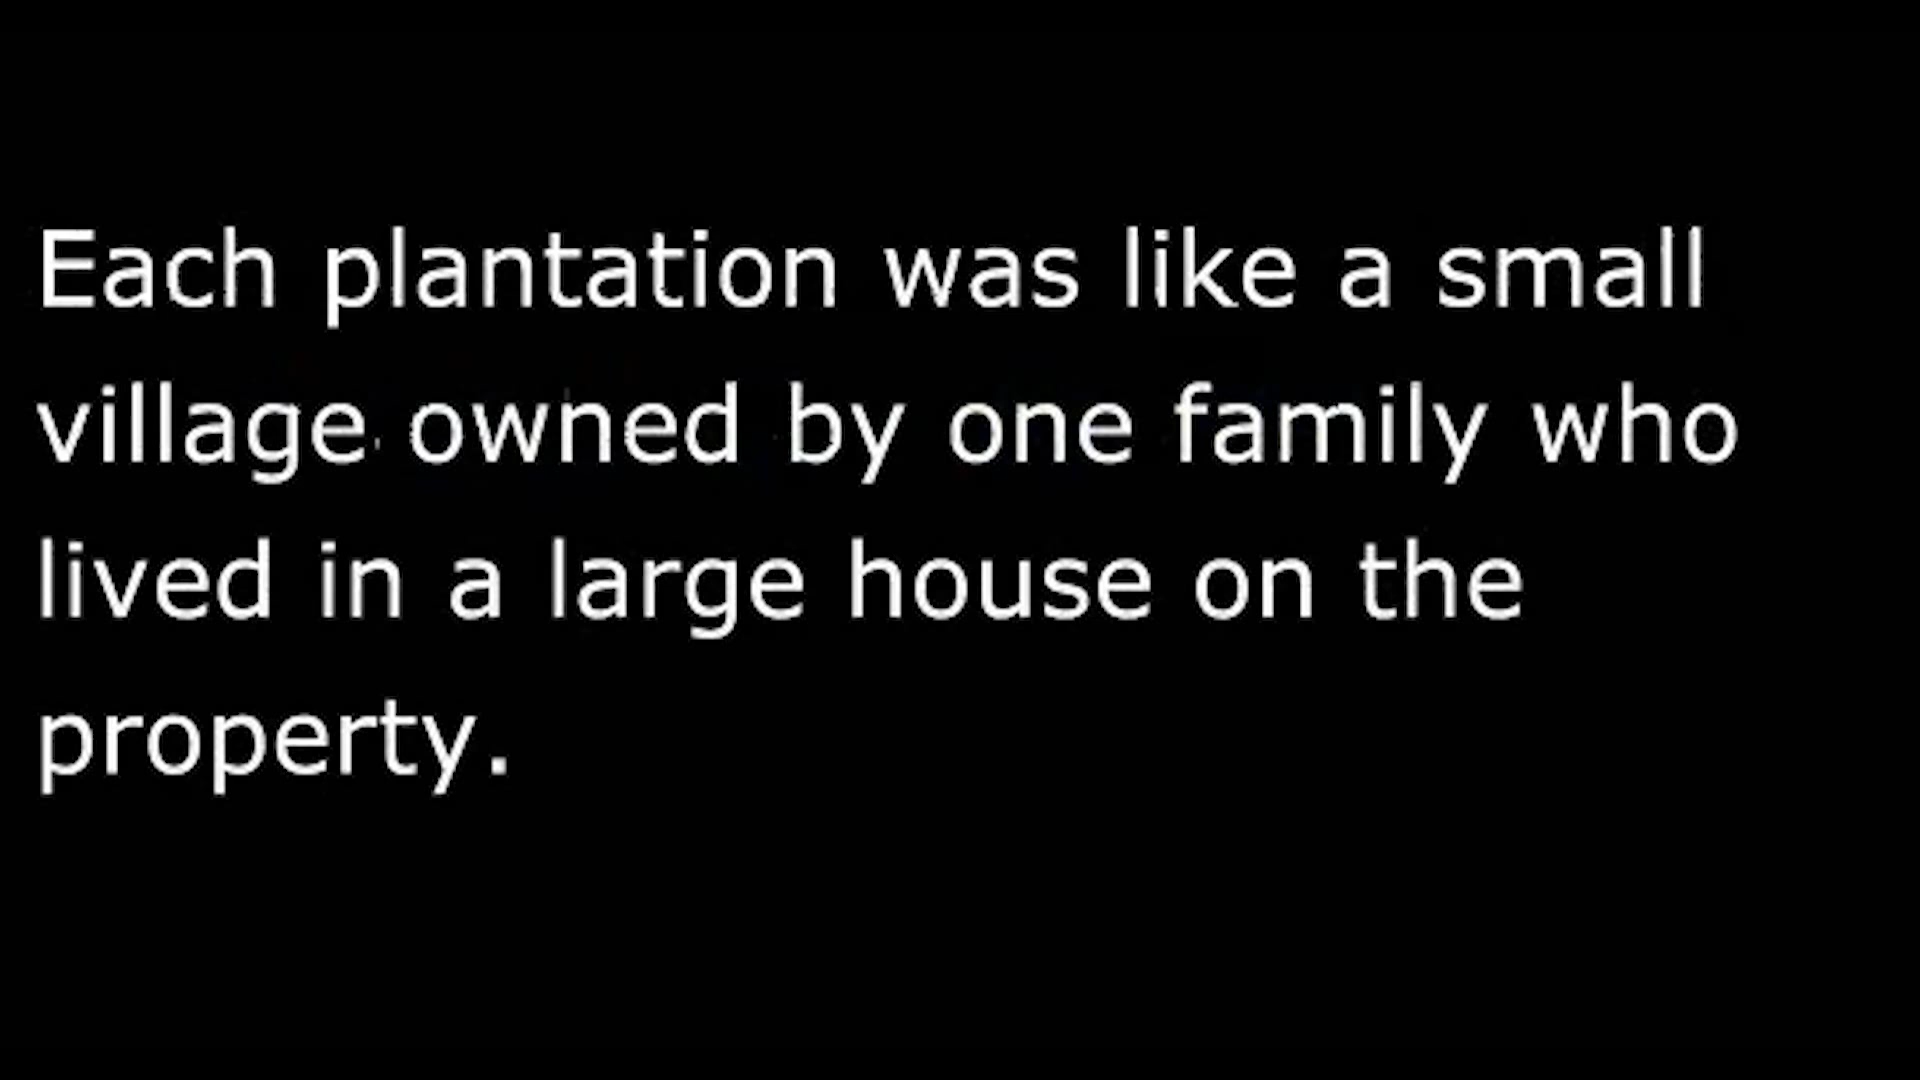 Each plantation was like a small
village owned by one family who
lived in a large house on the
property.